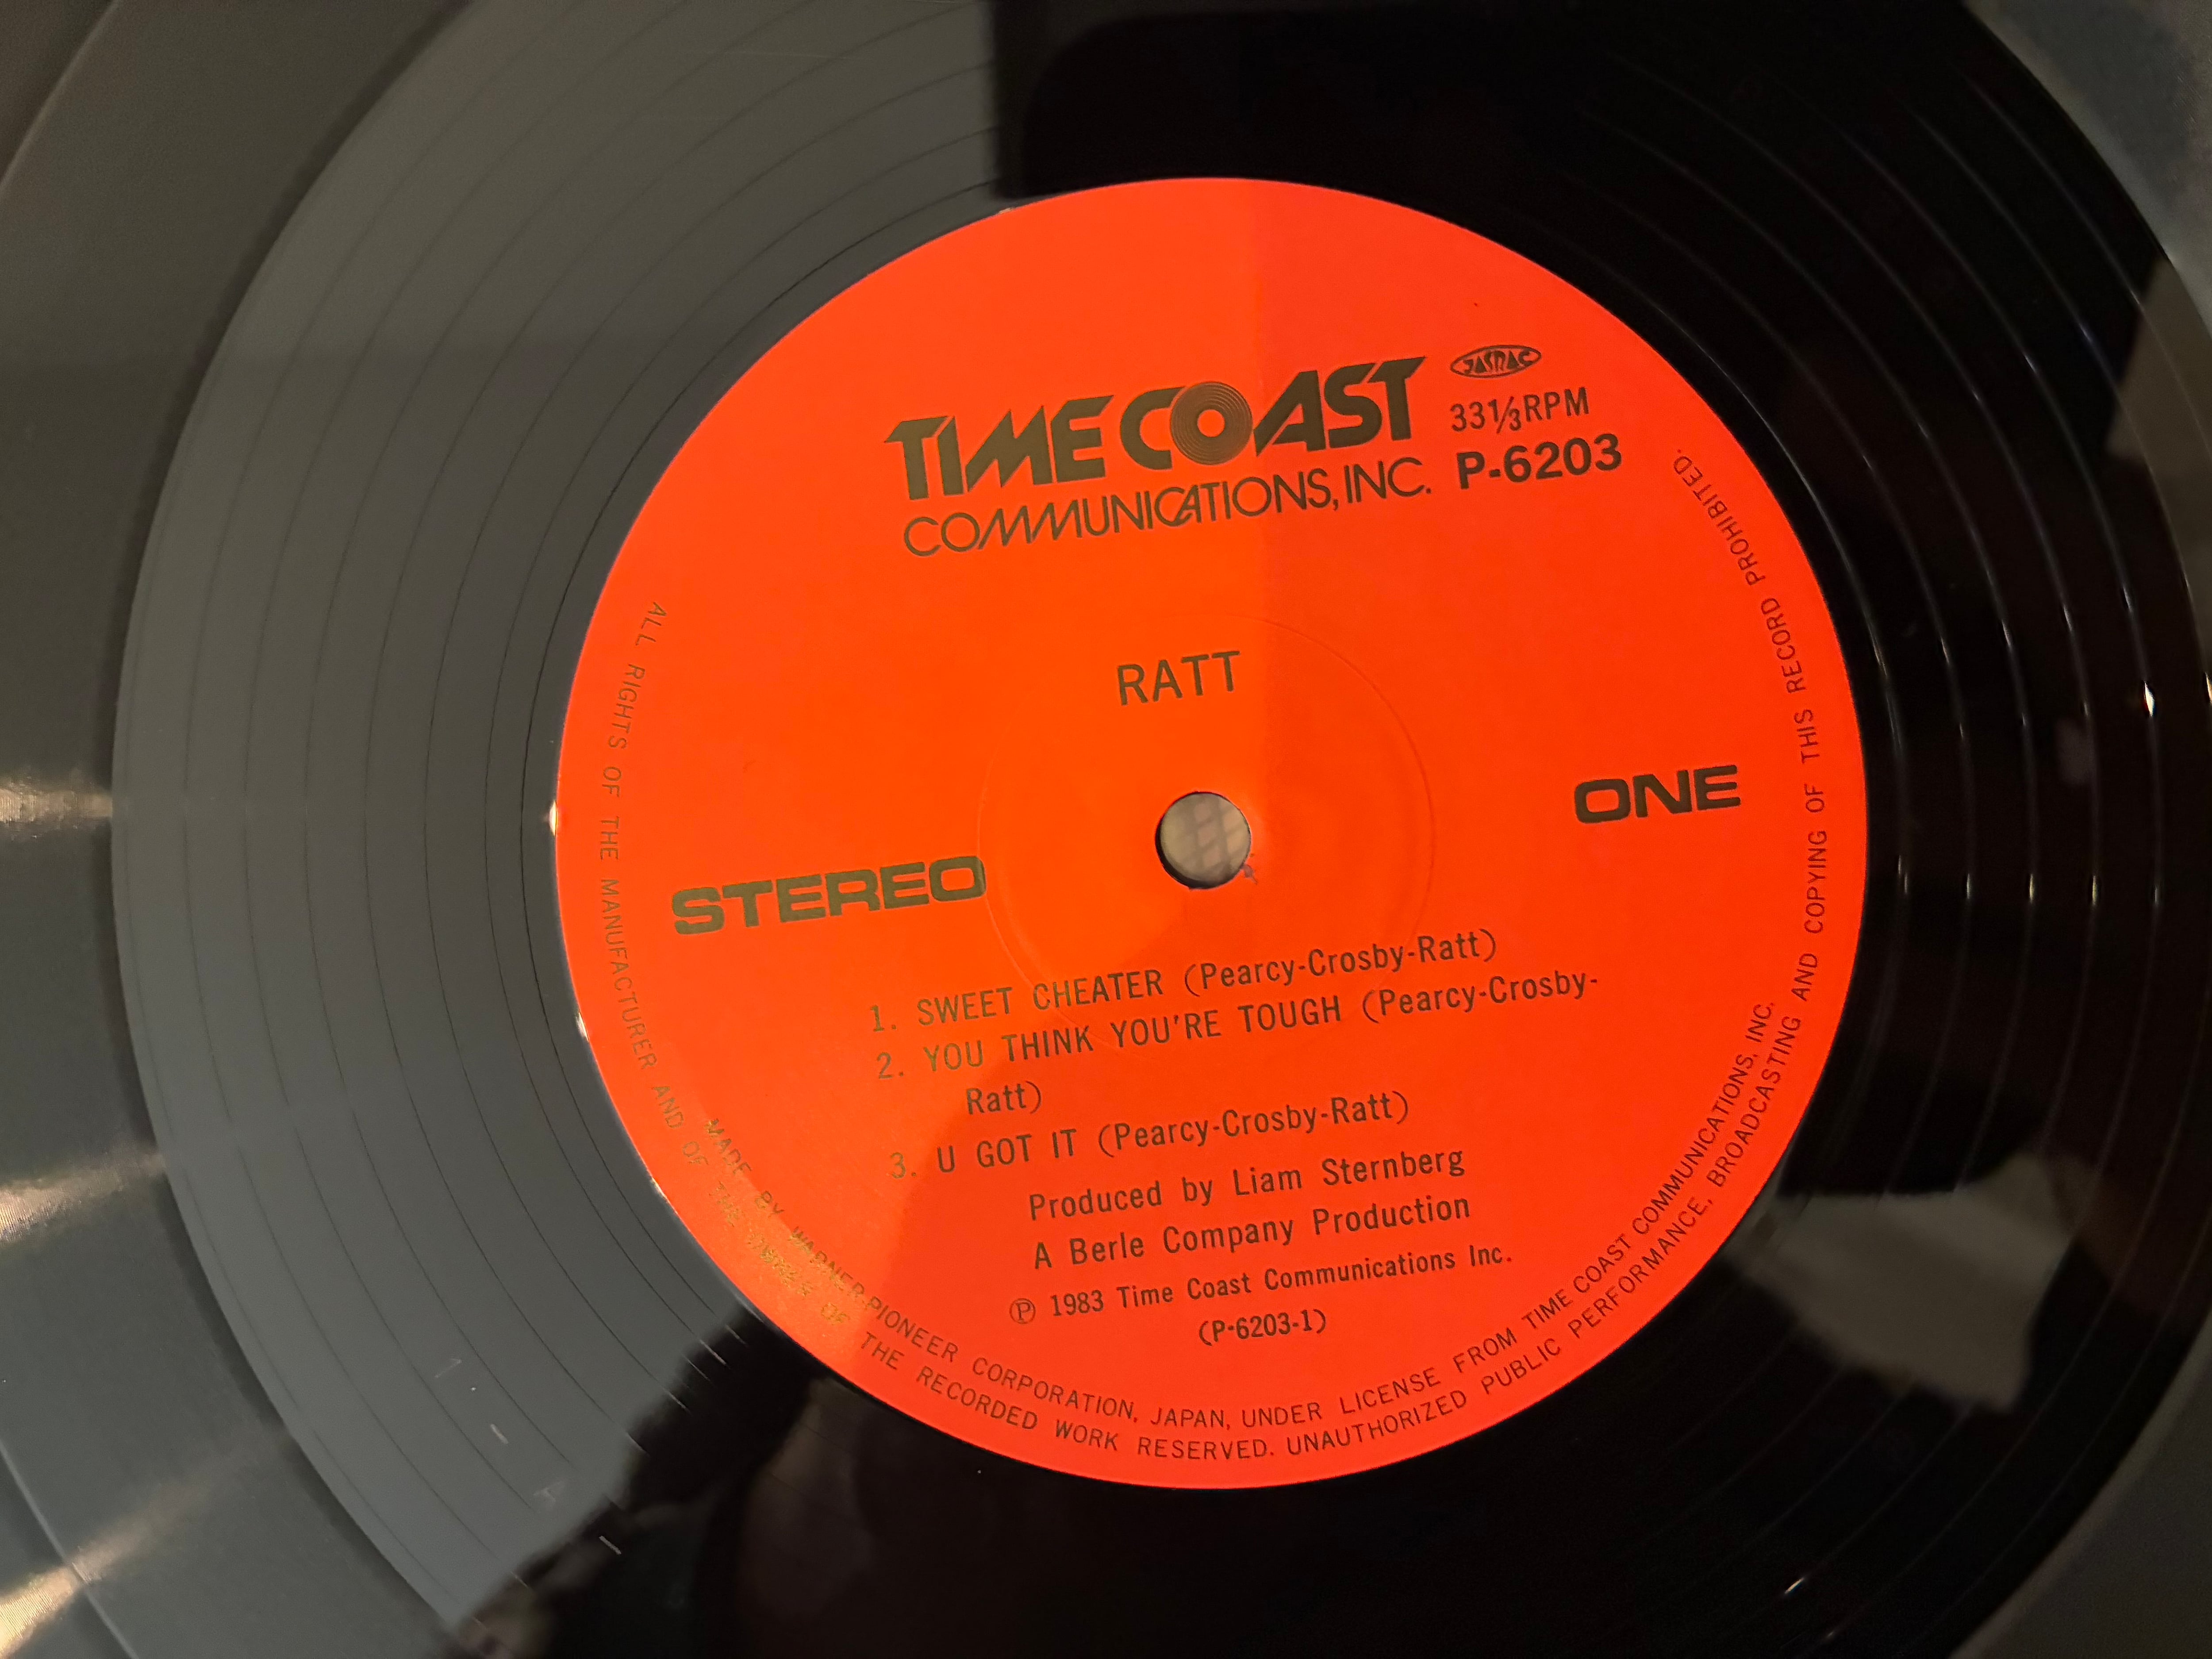 TIME COAST
COMMUNICATIONS, INC.
JASRAC
33 1/3 RPM
P-6203
RATT
STEREO
ONE
1. SWEET CHEATER (Pearcy-Crosby-Ratt)
2. YOU THINK YOU'RE TOUGH (Pearcy-Crosby-
Ratt)
3. U GOT IT (Pearcy-Crosby-Ratt)
Produced by Liam Sternberg
A Berle Company Production
Ⓟ 1983 Time Coast Communications Inc.
(P-6203-1)
MADE BY WARNER-PIONEER CORPORATION, JAPAN, UNDER LICENSE FROM TIME COAST COMMUNICATIONS, INC.
ALL RIGHTS OF THE MANUFACTURER AND OF THE OWNER OF THE RECORDED WORK RESERVED. UNAUTHORIZED PUBLIC PERFORMANCE, BROADCASTING AND COPYING OF THIS RECORD PROHIBITED.